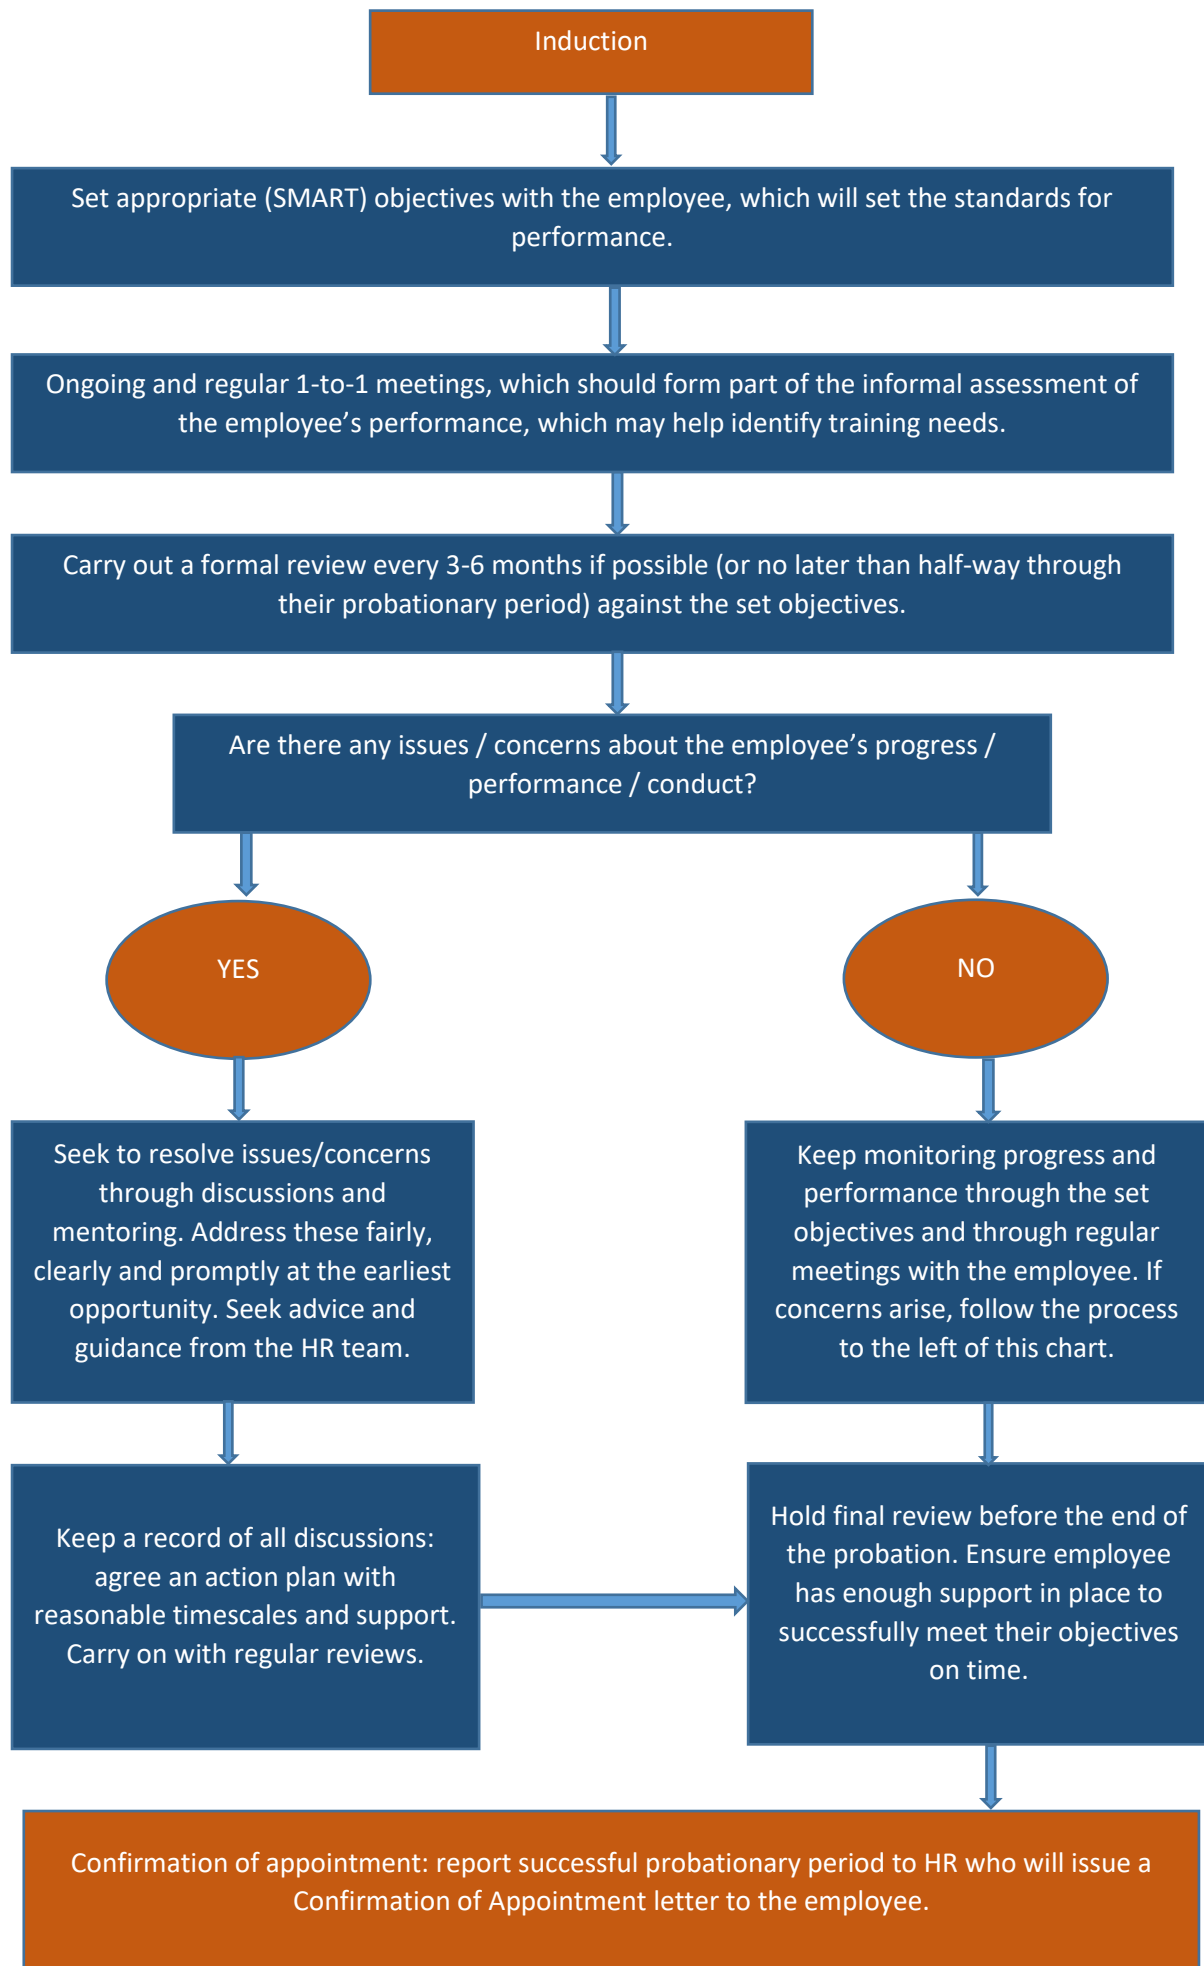 Induction
Set appropriate (SMART) objectives with the employee, which will set the standards for
performance.
Ongoing and regular 1-to-1 meetings, which should form part of the informal assessment of
the employee’s performance, which may help identify training needs.
Carry out a formal review every 3-6 months if possible (or no later than half-way through
their probationary period) against the set objectives.
Are there any issues / concerns about the employee’s progress /
performance / conduct?
YES
NO
Seek to resolve issues/concerns
through discussions and
mentoring. Address these fairly,
clearly and promptly at the earliest
opportunity. Seek advice and
guidance from the HR team.
Keep monitoring progress and
performance through the set
objectives and through regular
meetings with the employee. If
concerns arise, follow the process
to the left of this chart.
Keep a record of all discussions:
agree an action plan with
reasonable timescales and support.
Carry on with regular reviews.
Hold final review before the end of
the probation. Ensure employee
has enough support in place to
successfully meet their objectives
on time.
Confirmation of appointment: report successful probationary period to HR who will issue a
Confirmation of Appointment letter to the employee.